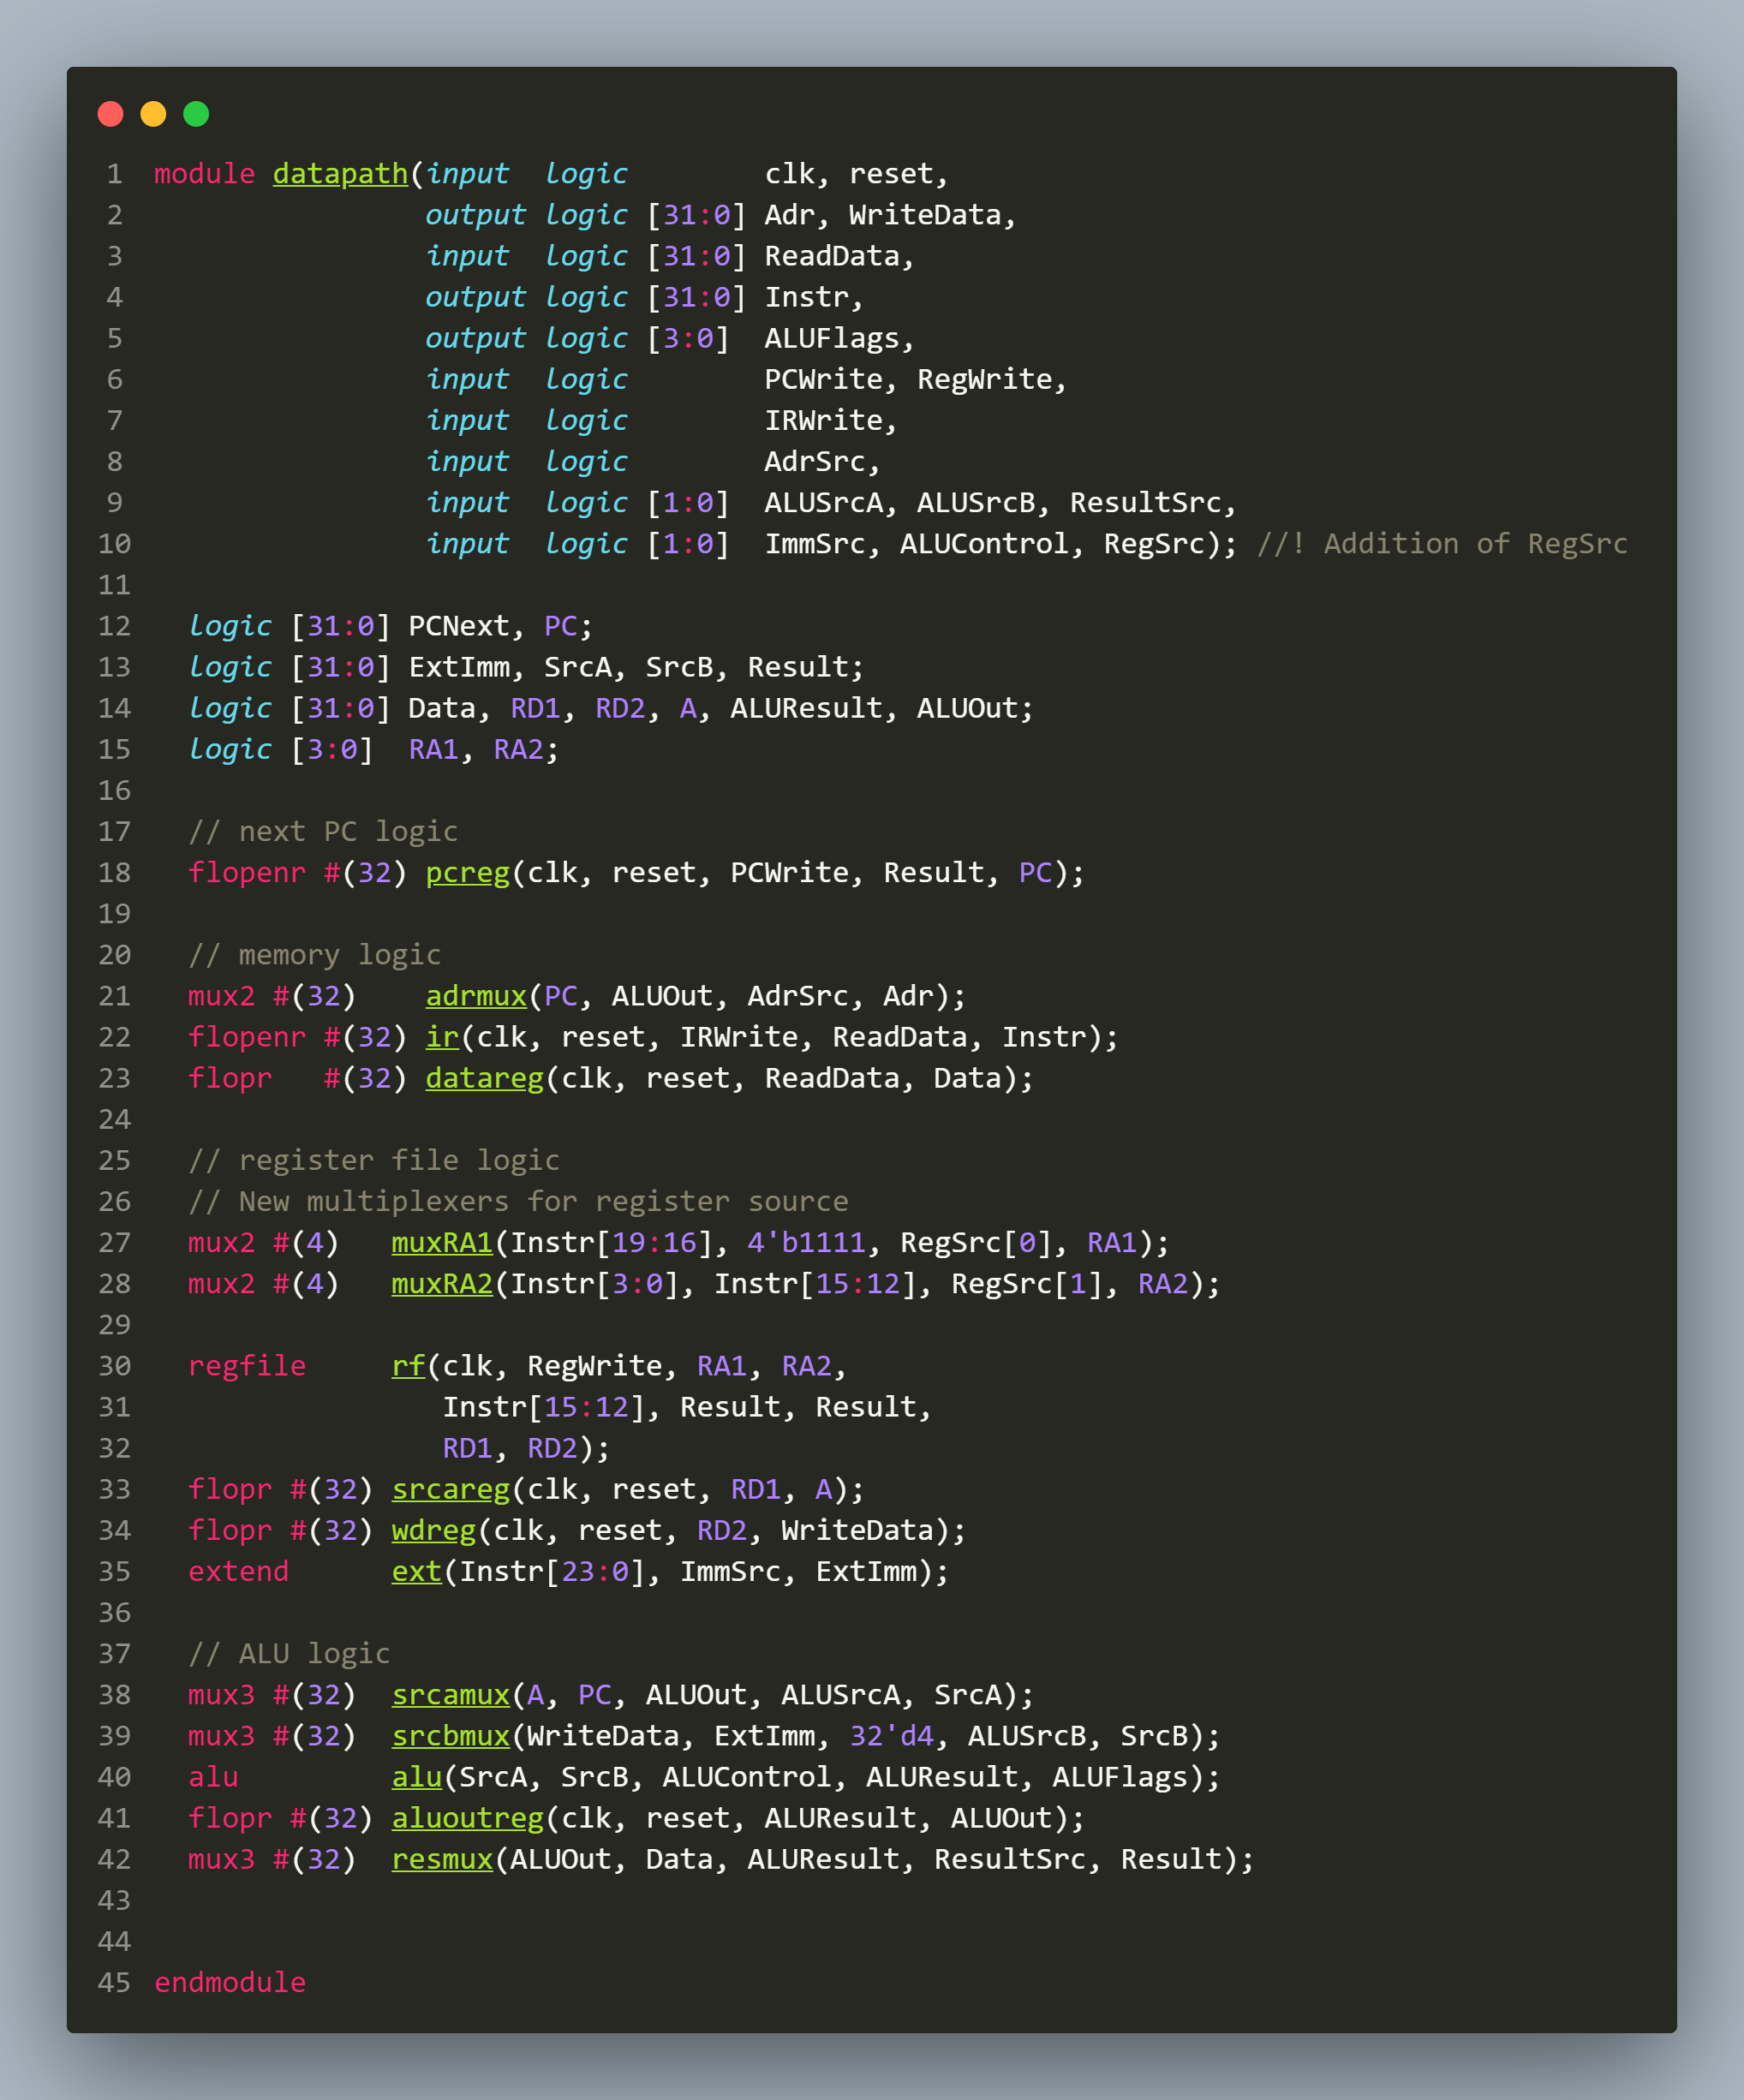 1 module datapath(input  logic        clk, reset,
2                 output logic [31:0] Adr, WriteData,
3                 input  logic [31:0] ReadData,
4                 output logic [31:0] Instr,
5                 output logic [3:0]  ALUFlags,
6                 input  logic        PCWrite, RegWrite,
7                 input  logic        IRWrite,
8                 input  logic        AdrSrc,
9                 input  logic [1:0]  ALUSrcA, ALUSrcB, ResultSrc,
10                 input  logic [1:0]  ImmSrc, ALUControl, RegSrc); //! Addition of RegSrc
11
12   logic [31:0] PCNext, PC;
13   logic [31:0] ExtImm, SrcA, SrcB, Result;
14   logic [31:0] Data, RD1, RD2, A, ALUResult, ALUOut;
15   logic [3:0]  RA1, RA2;
16
17   // next PC logic
18   flopenr #(32) pcreg(clk, reset, PCWrite, Result, PC);
19
20   // memory logic
21   mux2 #(32)    adrmux(PC, ALUOut, AdrSrc, Adr);
22   flopenr #(32) ir(clk, reset, IRWrite, ReadData, Instr);
23   flopr   #(32) datareg(clk, reset, ReadData, Data);
24
25   // register file logic
26   // New multiplexers for register source
27   mux2 #(4)   muxRA1(Instr[19:16], 4'b1111, RegSrc[0], RA1);
28   mux2 #(4)   muxRA2(Instr[3:0], Instr[15:12], RegSrc[1], RA2);
29
30   regfile     rf(clk, RegWrite, RA1, RA2,
31                  Instr[15:12], Result, Result,
32                  RD1, RD2);
33   flopr #(32) srcareg(clk, reset, RD1, A);
34   flopr #(32) wdreg(clk, reset, RD2, WriteData);
35   extend      ext(Instr[23:0], ImmSrc, ExtImm);
36
37   // ALU logic
38   mux3 #(32)  srcamux(A, PC, ALUOut, ALUSrcA, SrcA);
39   mux3 #(32)  srcbmux(WriteData, ExtImm, 32'd4, ALUSrcB, SrcB);
40   alu         alu(SrcA, SrcB, ALUControl, ALUResult, ALUFlags);
41   flopr #(32) aluoutreg(clk, reset, ALUResult, ALUOut);
42   mux3 #(32)  resmux(ALUOut, Data, ALUResult, ResultSrc, Result);
43
44
45 endmodule